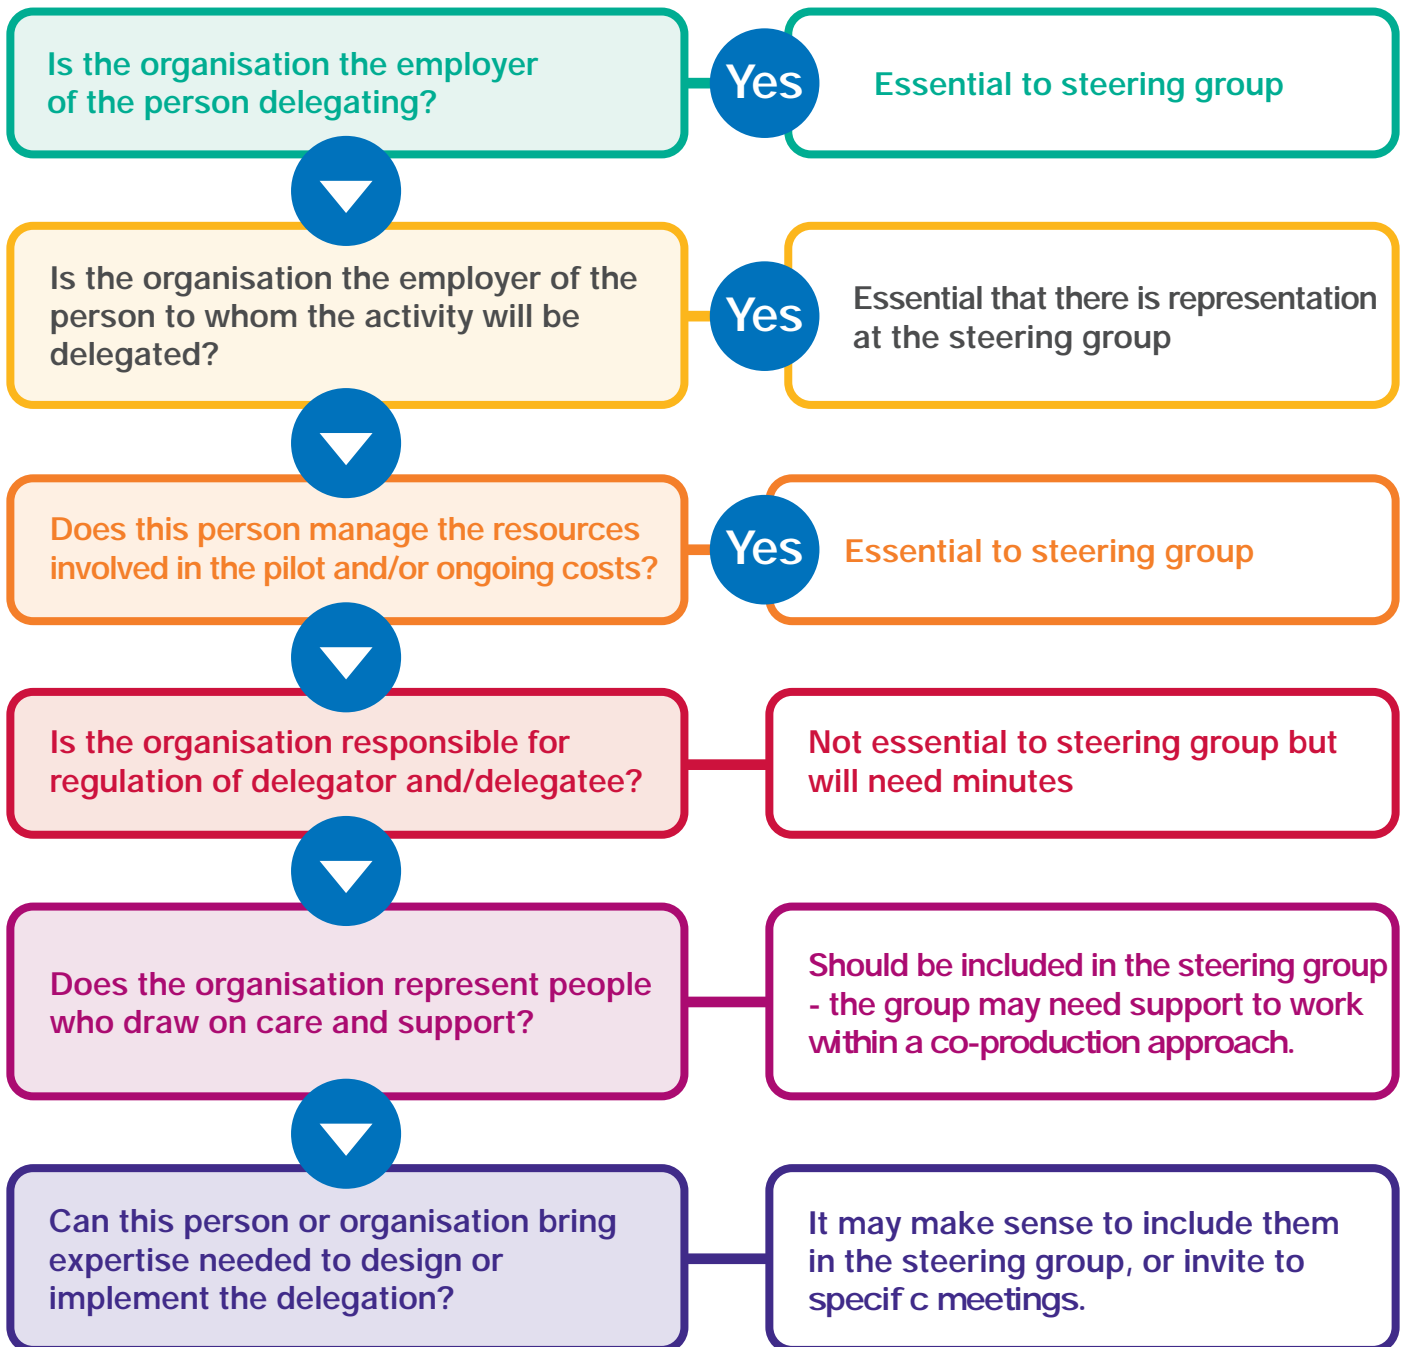 Is the organisation the employer
of the person delegating?
Yes
Essential to steering group
Is the organisation the employer of the
person to whom the activity will be
delegated?
Yes
Essential that there is representation
at the steering group
Does this person manage the resources
involved in the pilot and/or ongoing costs?
Yes
Essential to steering group
Is the organisation responsible for
regulation of delegator and/delegatee?
Not essential to steering group but
will need minutes
Does the organisation represent people
who draw on care and support?
Should be included in the steering group
- the group may need support to work
within a co-production approach.
Can this person or organisation bring
expertise needed to design or
implement the delegation?
It may make sense to include them
in the steering group, or invite to
specif c meetings.